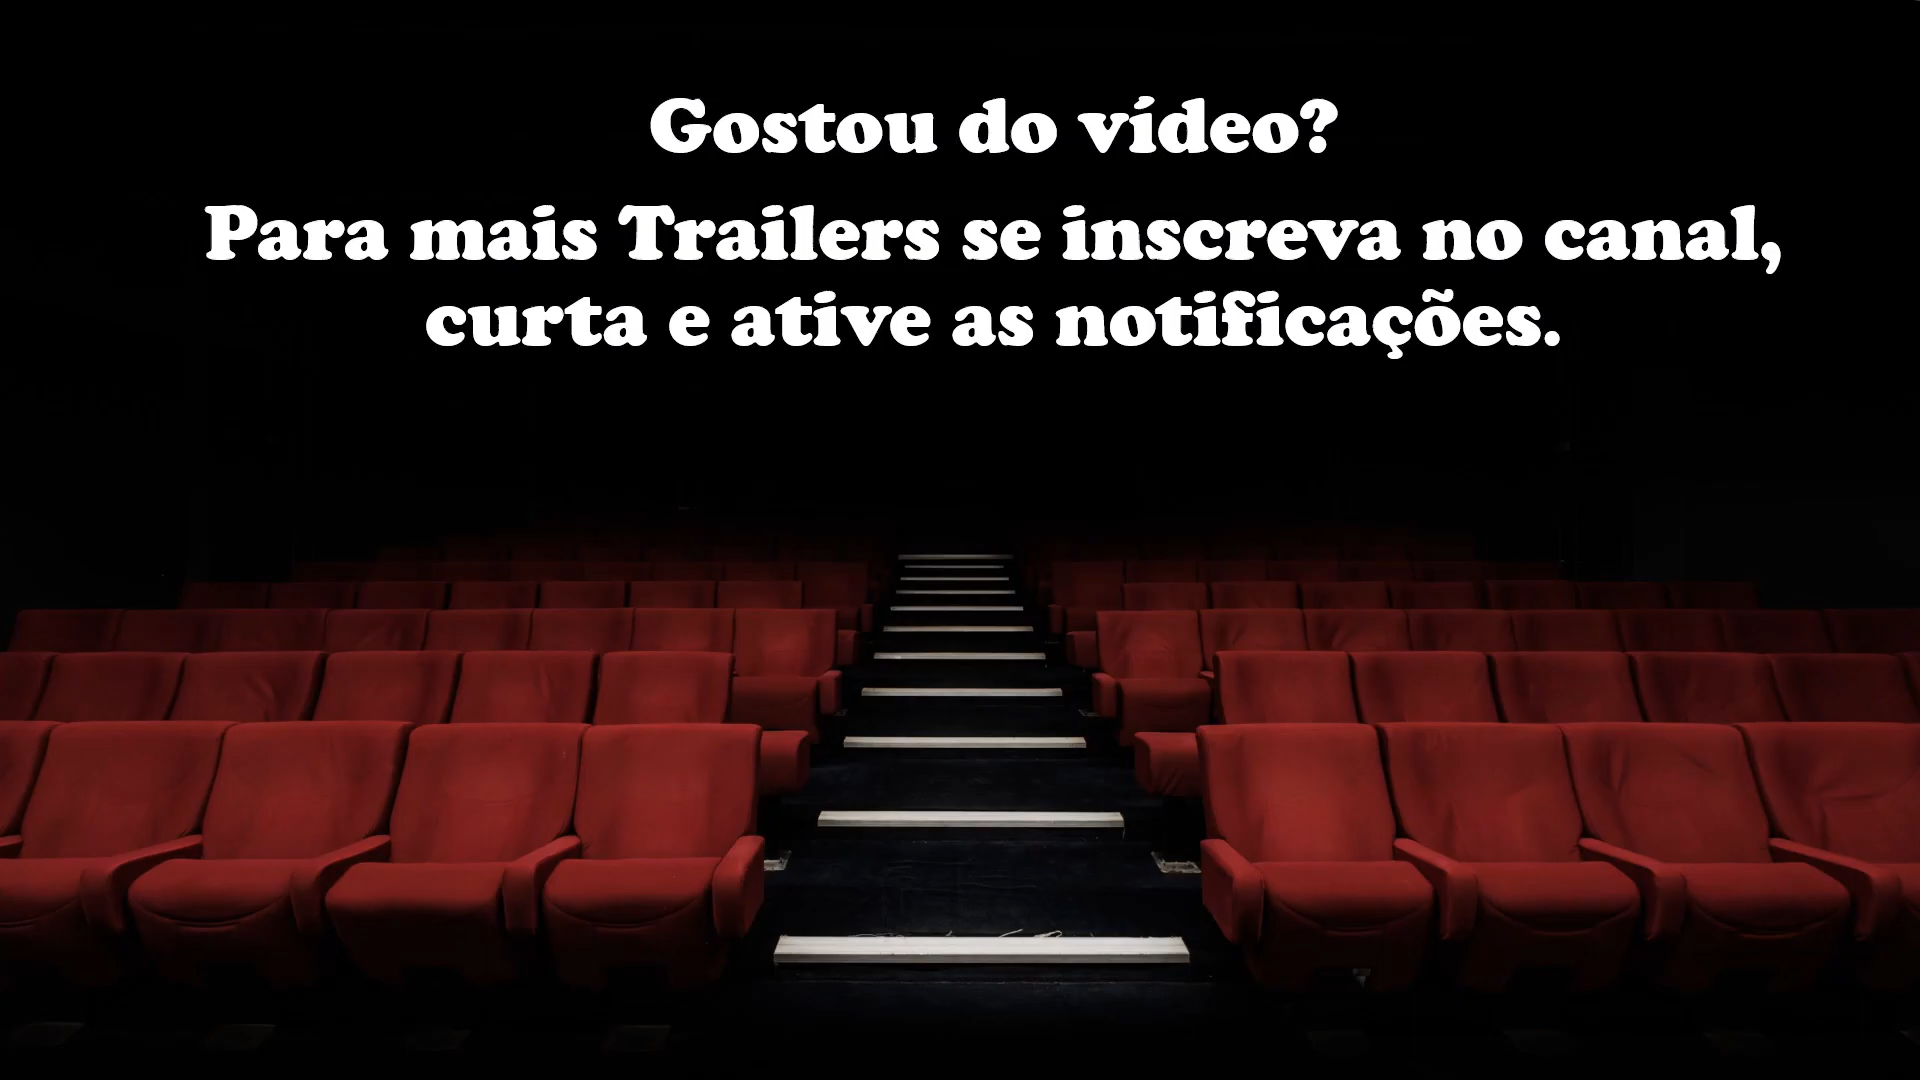 Gostou do vídeo?
Para mais Trailers se inscreva no canal,
curta e ative as notificações.